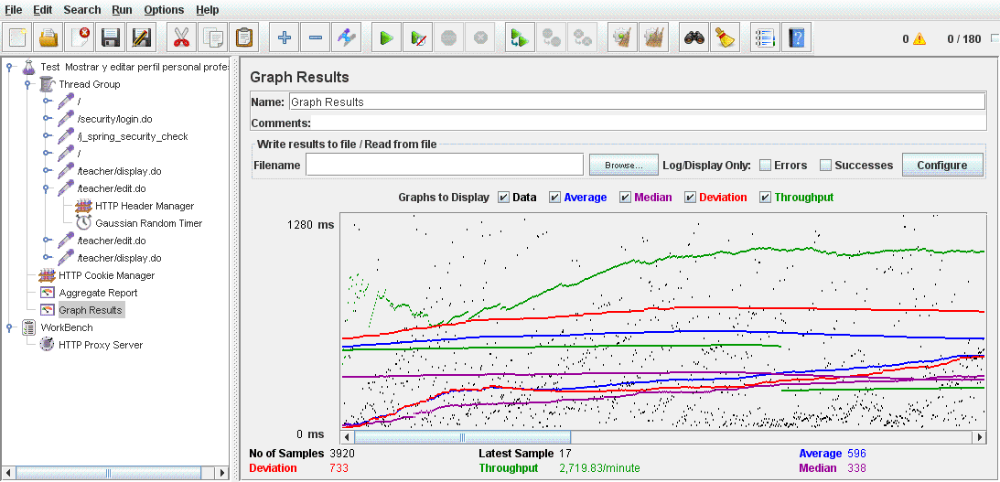 File Edit Search Run Options Help
0 0 / 180
Test Mostrar y editar perfil personal profes
Thread Group
/
/security/login.do
/j_spring_security_check
/
/teacher/display.do
/teacher/edit.do
HTTP Header Manager
Gaussian Random Timer
/teacher/edit.do
/teacher/display.do
HTTP Cookie Manager
Aggregate Report
Graph Results
WorkBench
HTTP Proxy Server
Graph Results
Name: Graph Results
Comments:
Write results to file / Read from file
Filename Browse... Log/Display Only: Errors Successes Configure
Graphs to Display Data Average Median Deviation Throughput
1280 ms
0 ms
No of Samples 3920 Latest Sample 17 Average 596
Deviation 733 Throughput 2,719.83/minute Median 338